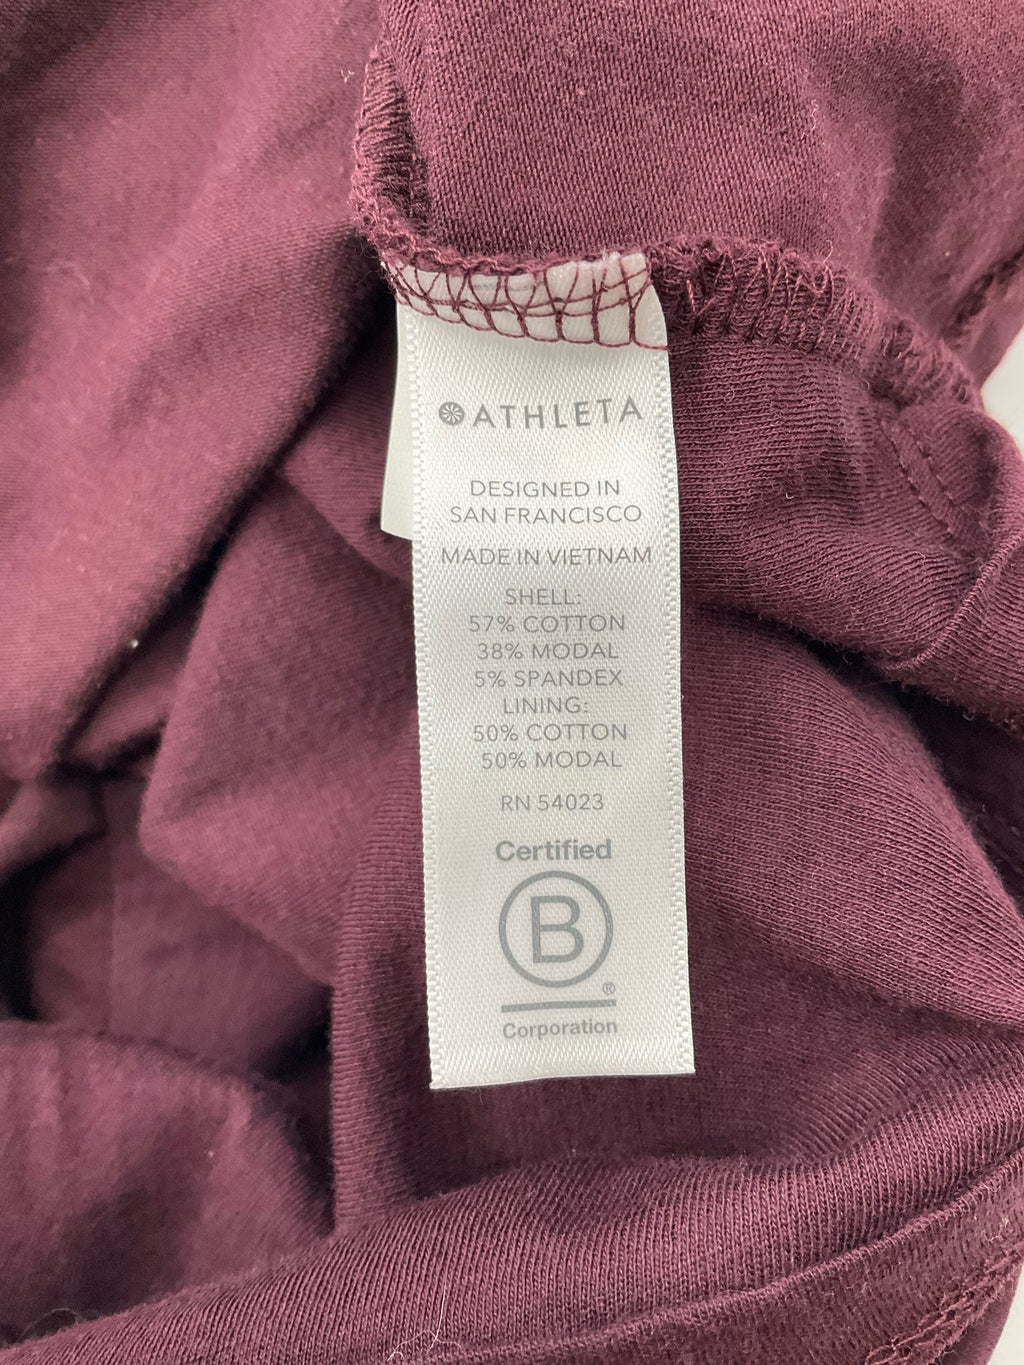 ATHLETA
DESIGNED IN
SAN FRANCISCO
MADE IN VIETNAM
SHELL:
57% COTTON
38% MODAL
5% SPANDEX
LINING:
50% COTTON
50% MODAL
RN 54023
Certified
B
®
Corporation